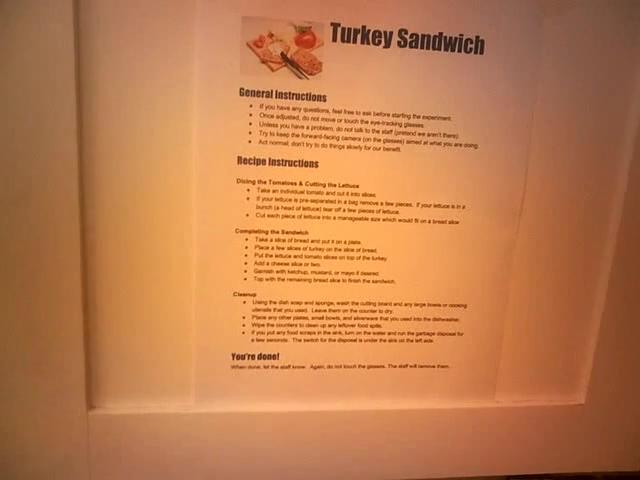 Turkey Sandwich
General Instructions
• If you have any questions, feel free to ask before starting the experiment.
• Once adjusted, do not move or touch the eye-tracking glasses.
• Unless you have a problem, do not talk to the staff (pretend we aren't there).
• Try to keep the forward-facing camera (on the glasses) aimed at what you are doing.
• Act normal; don't try to do things slowly for our benefit.
Recipe Instructions
Dicing the Tomatoes & Cutting the Lettuce
• Take an individual tomato and cut it into slices.
• If your lettuce is pre-separated in a bag remove a few pieces. If your lettuce is in a
bunch (a head of lettuce) tear off a few pieces of lettuce.
• Cut each piece of lettuce into a manageable size which would fit on a bread slice
Completing the Sandwich
• Take a slice of bread and put it on a plate.
• Place a few slices of turkey on the slice of bread.
• Put the lettuce and tomato slices on top of the turkey
• Add a cheese slice or two.
• Garnish with ketchup, mustard, or mayo if desired.
• Top with the remaining bread slice to finish the sandwich.
Cleanup
• Using the dish soap and sponge, wash the cutting board and any large bowls or cooking
utensils that you used. Leave them on the counter to dry.
• Place any other plates, small bowls, and silverware that you used into the dishwasher.
• Wipe the counters to clean up any leftover food spills.
• If you put any food scraps in the sink, turn on the water and run the garbage disposal for
a few seconds. The switch for the disposal is under the sink on the left side.
You're done!
When done, let the staff know. Again, do not touch the glasses. The staff will remove them.